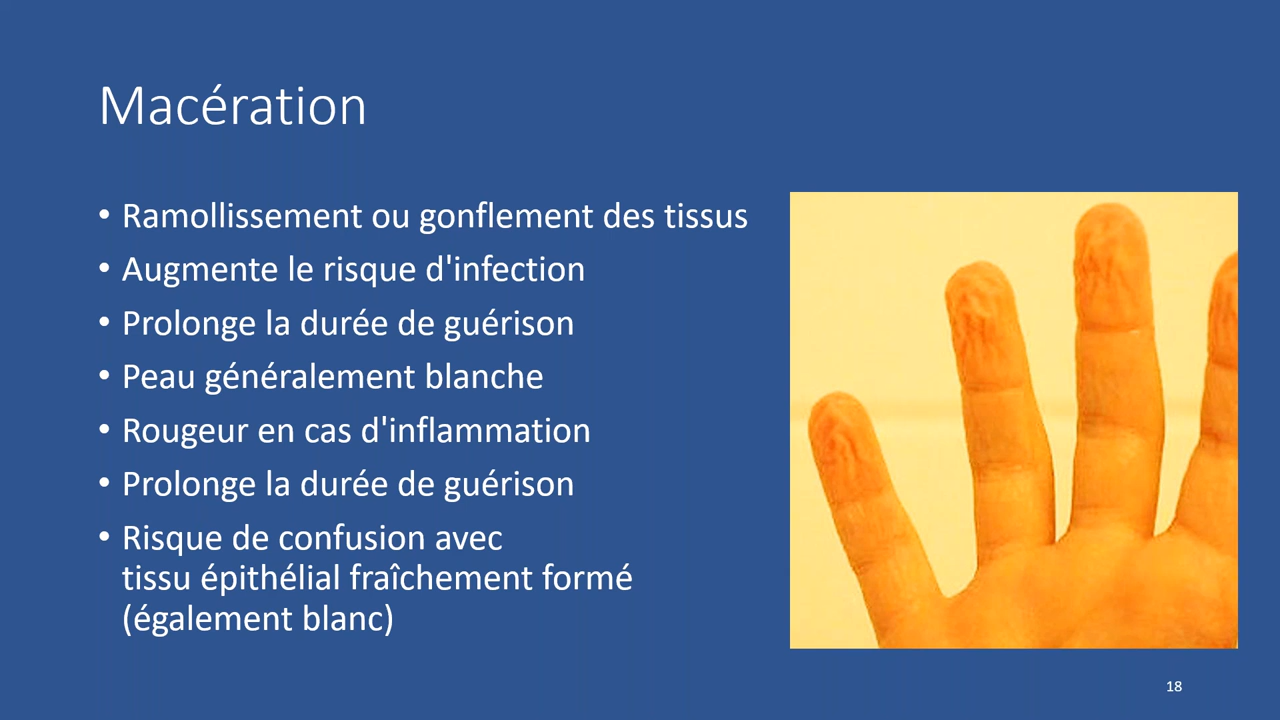 Macération
• Ramollissement ou gonflement des tissus
• Augmente le risque d'infection
• Prolonge la durée de guérison
• Peau généralement blanche
• Rougeur en cas d'inflammation
• Prolonge la durée de guérison
• Risque de confusion avec
tissu épithélial fraîchement formé
(également blanc)
18